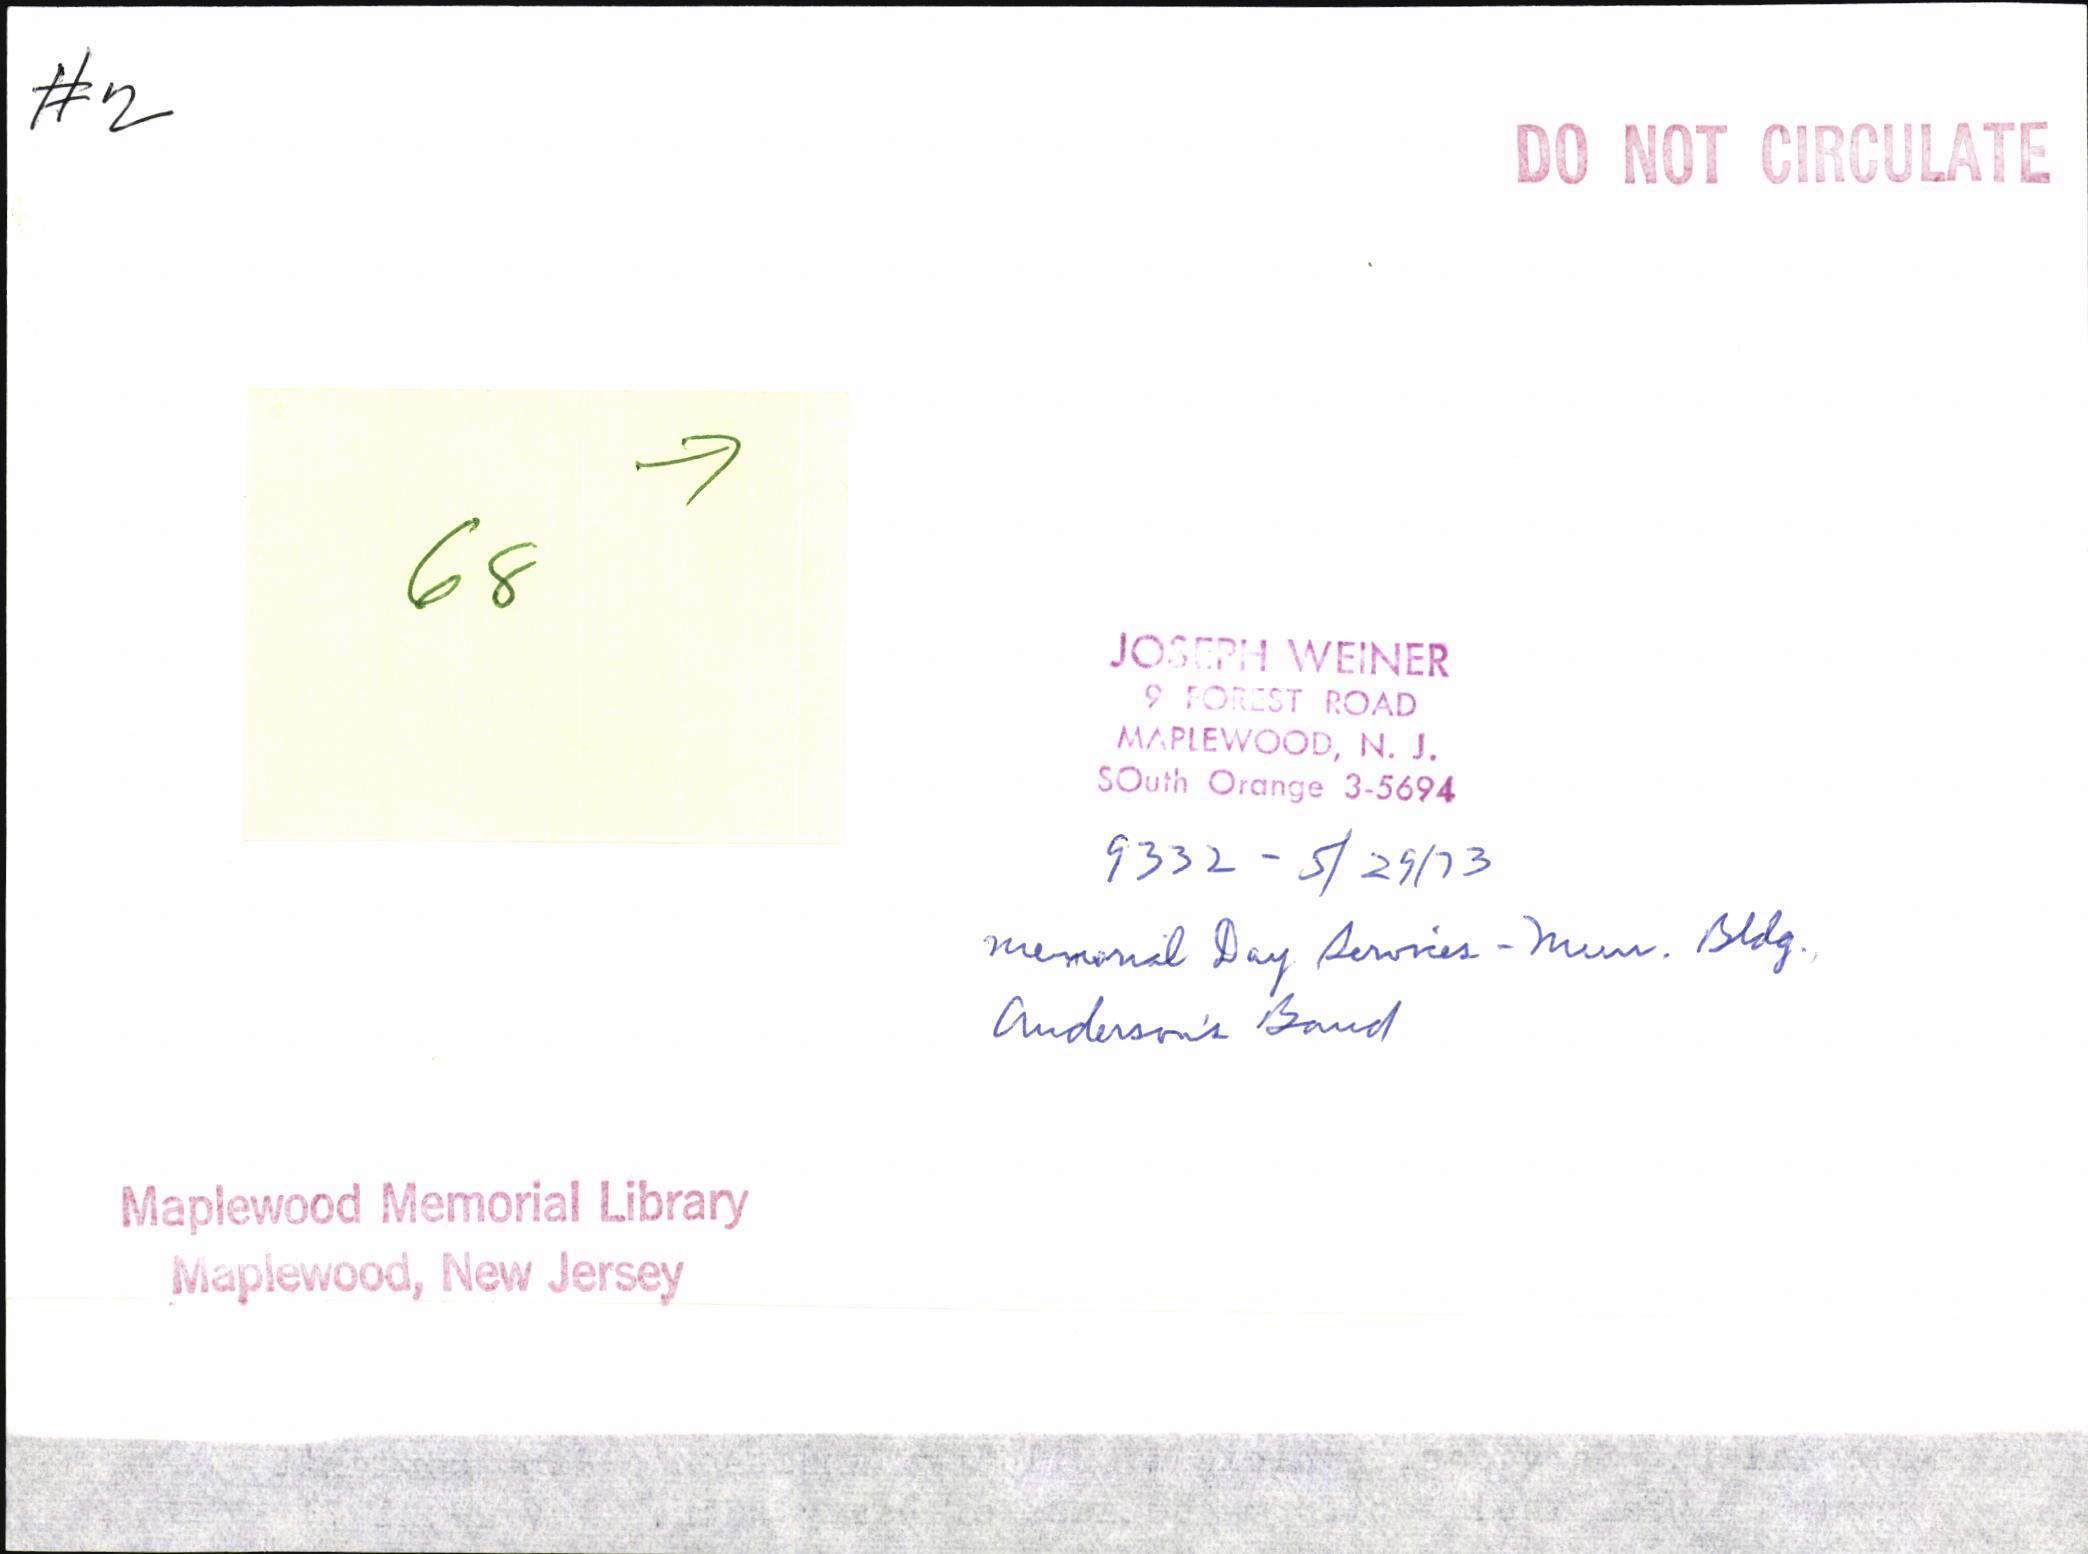 #2
DO NOT CIRCULATE
→
68
JOSEPH WEINER
9 FOREST ROAD
MAPLEWOOD, N. J.
SOuth Orange 3-5694
9332 - 5/29/73
Memorial Day Services - Mun. Bldg.,
Anderson's Band
Maplewood Memorial Library
Maplewood, New Jersey